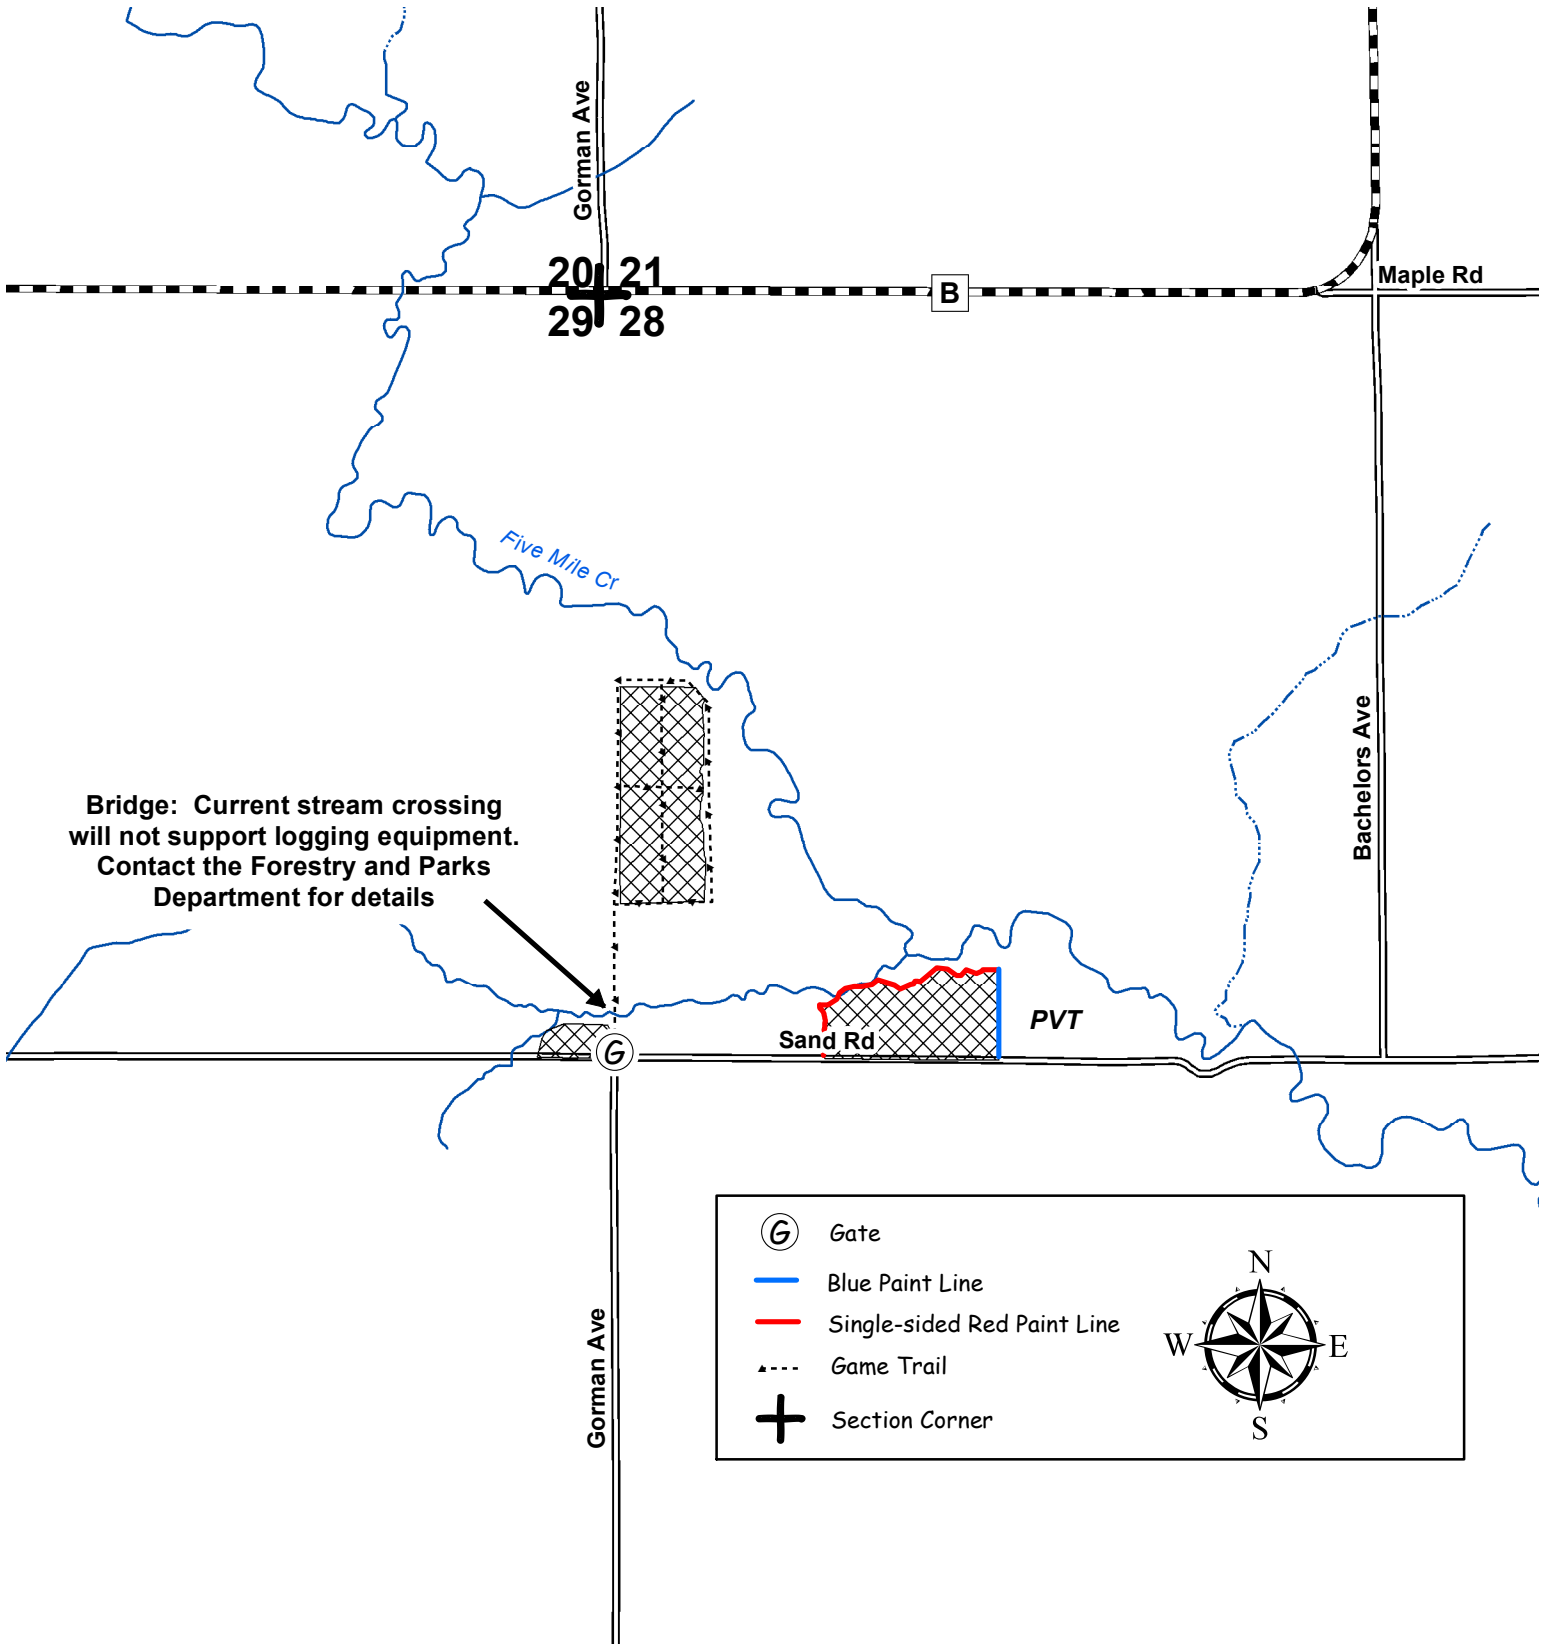 Gorman Ave
20 21
29 28
B
Maple Rd
Five Mile Cr
Bachelors Ave
Bridge: Current stream crossing
will not support logging equipment.
Contact the Forestry and Parks
Department for details
PVT
Sand Rd
G
Gorman Ave
G Gate
Blue Paint Line
Single-sided Red Paint Line
Game Trail
Section Corner
N
W E
S